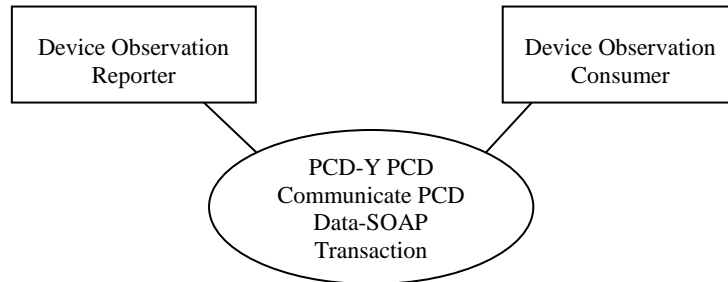 Device Observation
Reporter
Device Observation
Consumer
PCD-Y PCD
Communicate PCD
Data-SOAP
Transaction